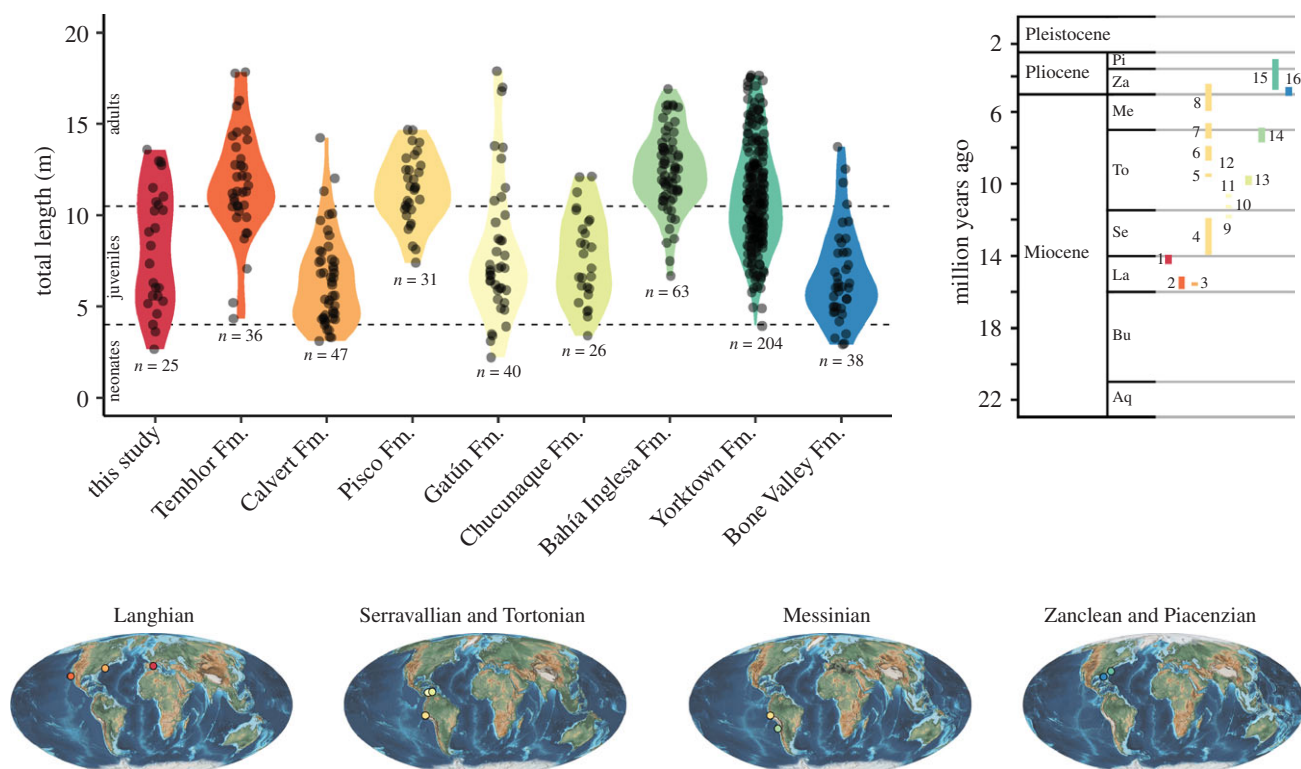 20
15
10
5
0
total length (m)
adults
juveniles
neonates
n = 25
n = 36
n = 47
n = 31
n = 40
n = 26
n = 63
n = 204
n = 38
this study
Temblor Fm.
Calvert Fm.
Pisco Fm.
Gatún Fm.
Chucunaque Fm.
Bahía Inglesa Fm.
Yorktown Fm.
Bone Valley Fm.
million years ago
2
6
10
14
18
22
Pleistocene
Pliocene
Miocene
Pi
Za
Me
To
Se
La
Bu
Aq
15
16
8
7
14
6
12
5
13
11
10
9
4
1
2
3
Langhian
Serravallian and Tortonian
Messinian
Zanclean and Piacenzian